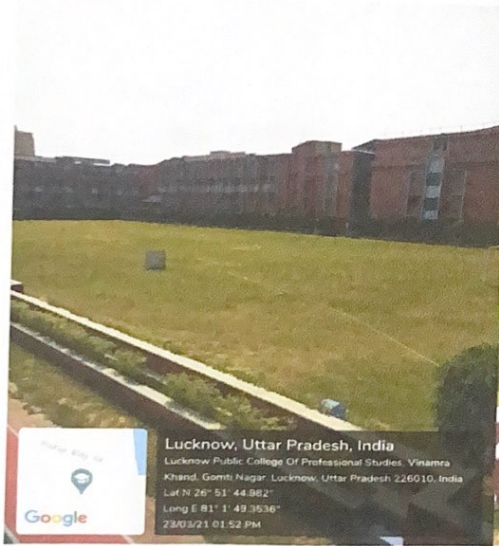 Google
Lucknow, Uttar Pradesh, India
Lucknow Public College Of Professional Studies, Vinamra
Khand, Gomti Nagar, Lucknow, Uttar Pradesh 226010, India
Lat N 26° 51' 44.982"
Long E 81° 1' 49.3536"
23/03/21 01:52 PM